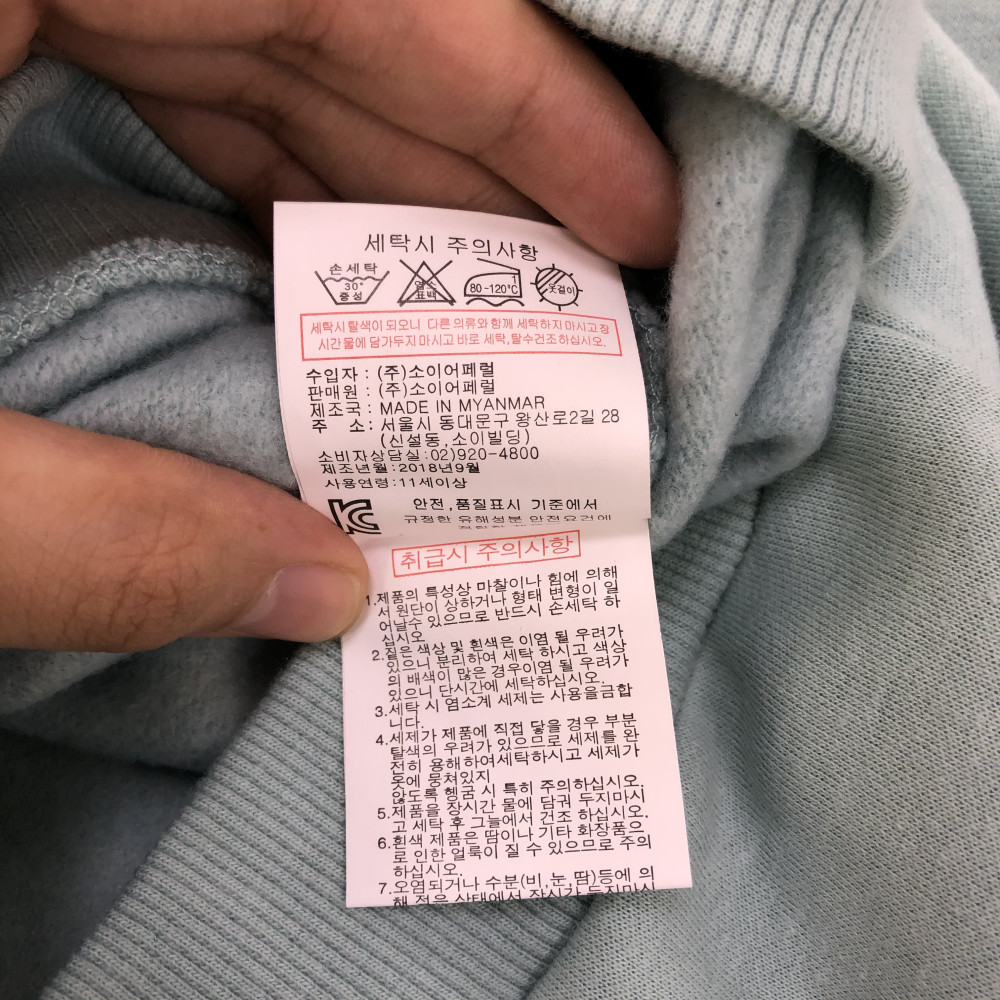 세탁시 주의사항
손세탁
30°
중성
염소
표백
80-120°C
1
옷걸이
세탁시 탈색이 되오니 다른 의류와 함께 세탁하지 마시고 장
시간 물에 담가두지 마시고 바로 세탁,탈수건조 하십시오.
수입자 : (주)소이어페럴
판매원 : (주)소이어페럴
제조국 : MADE IN MYANMAR
주 소: 서울시 동대문구 왕산로2길 28
(신설동,소이빌딩)
소비자상담실:02)920-4800
제조년월:2018년9월
사용연령:11세이상
안전,품질표시 기준에서
규정한 유해성분 안전요건에
취급시 주의사항
1.제품의 특성상 마찰이나 힘에 의해
서 원단이 상하거나 형태 변형이 일
어날수 있으므로 반드시 손세탁 하
십시오
2.짙은 색상 및 흰색은 이염 될 우려가
있으니 분리하여 세탁 하시고 색상
의 배색이 많은 경우이염 될 우려가
있으니 단시간에 세탁하십시오.
3.세탁 시 염소계 세제는 사용을금합
니다.
4.세제가 제품에 직접 닿을 경우 부분
탈색의 우려가 있으므로 세제를 완
전히 용해하여세탁하시고 세제가
옷에 뭉쳐있지
않도록 헹굼 시 특히 주의하십시오.
5.제품을 장시간 물에 담궈 두지마시
고 세탁 후 그늘에서 건조 하십시오.
6.흰색 제품은 땀이나 기타 화장품으
로 인한 얼룩이 질 수 있으므로 주의
하십시오.
7.오염되거나 수분(비,눈,땀)등에 의
해 젖은 상태에서 장시간 두지마시